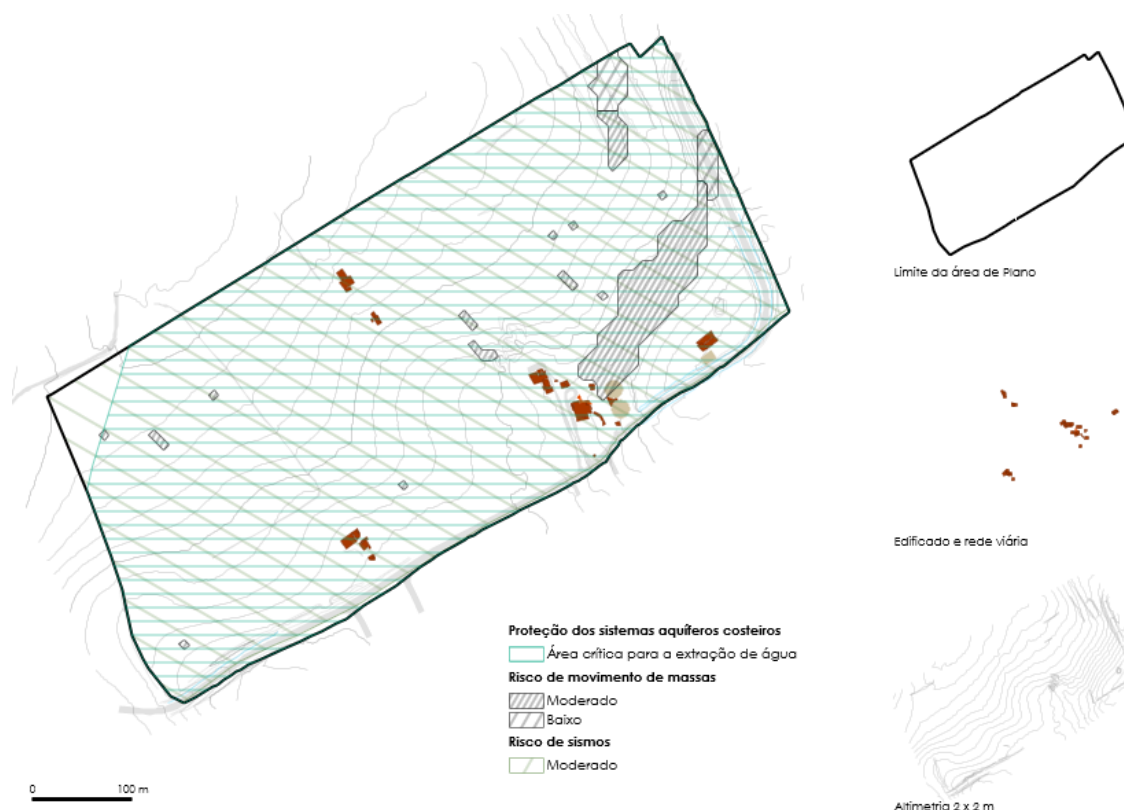 Limite da área de Plano
Edificado e rede viária
Proteção dos sistemas aquíferos costeiros
Área crítica para a extração de água
Risco de movimento de massas
Moderado
Baixo
Risco de sismos
Moderado
0 100 m
Altimetria 2 x 2 m